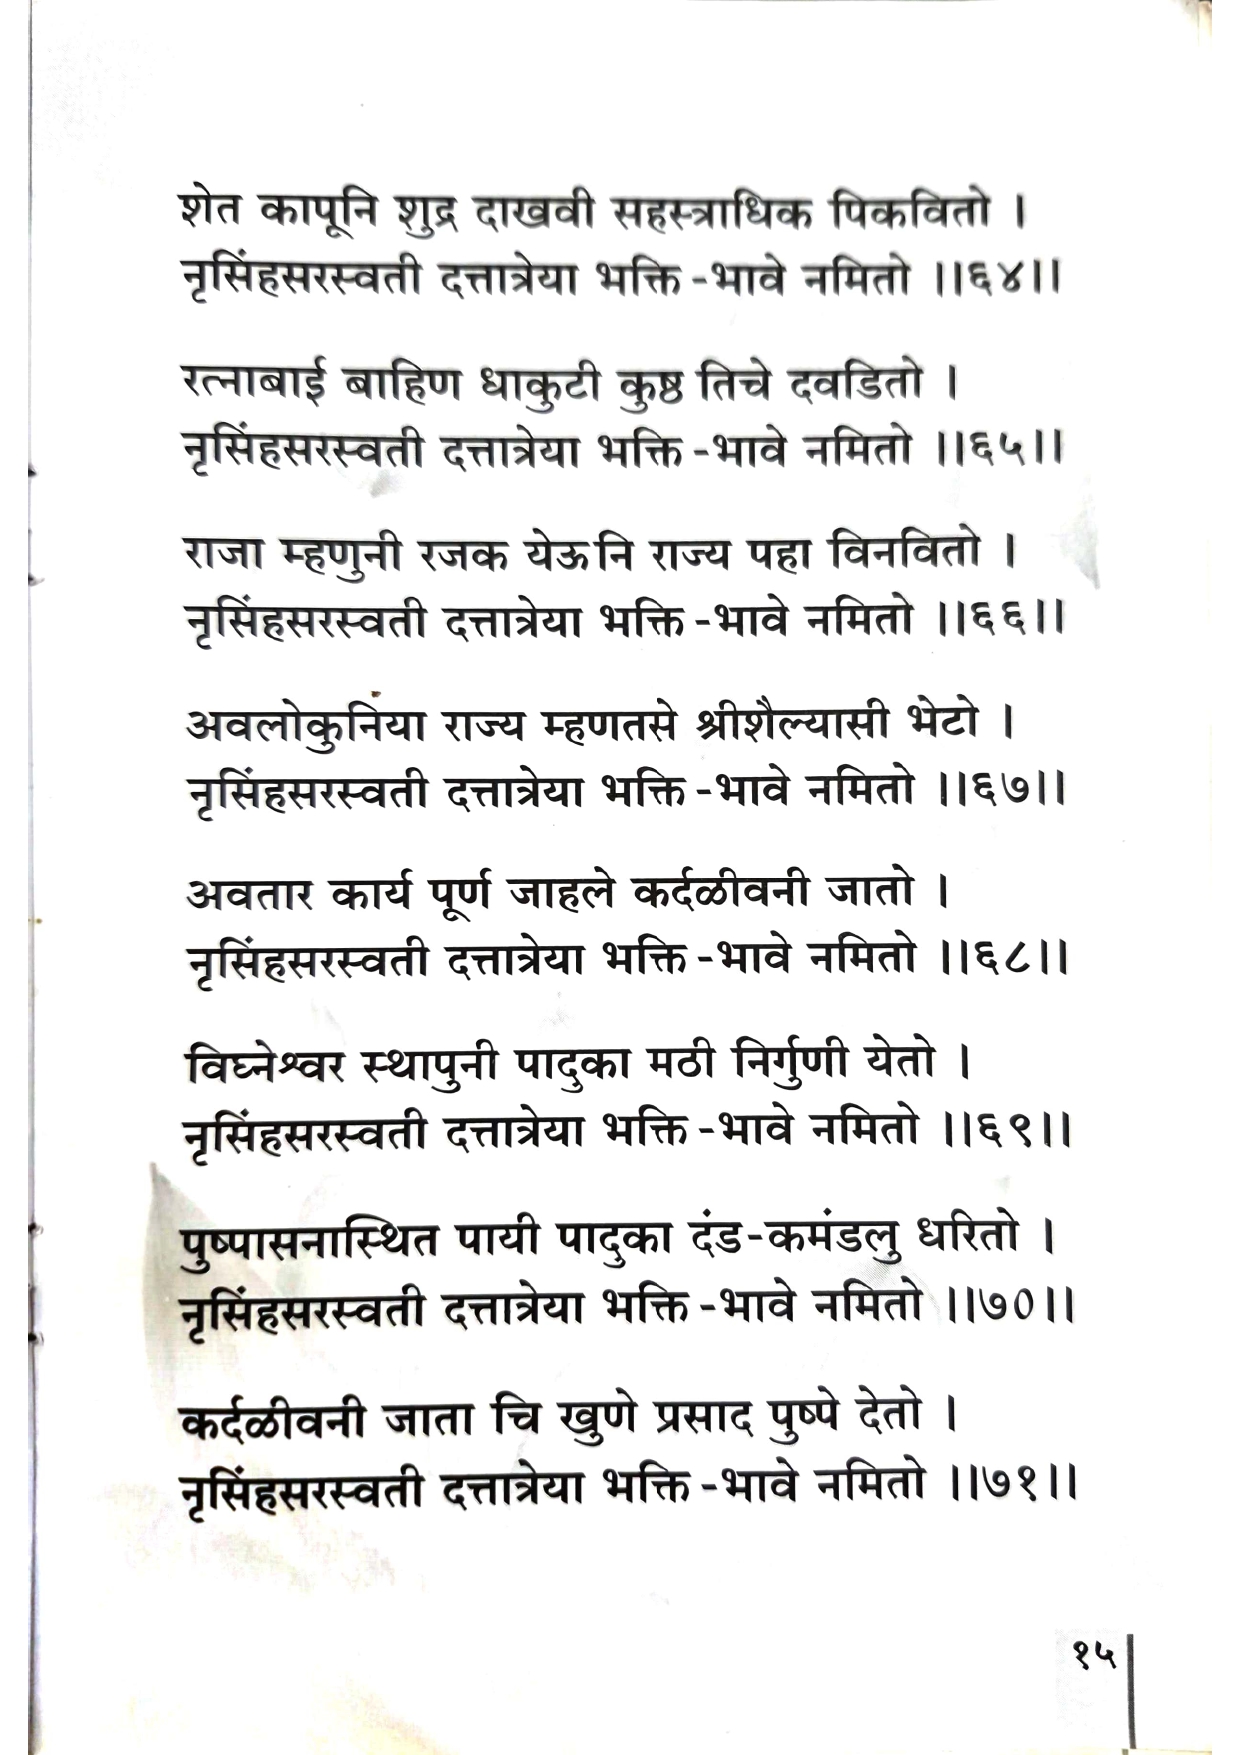 शेत कापूनि शुद्र दाखवी सहस्त्राधिक पिकवितो ।
नृसिंहसरस्वती दत्तात्रेया भक्ति -भावे नमितो ।।६४।।
रत्नाबाई बाहिण धाकुटी कुष्ठ तिचे दवडितो ।
नृसिंहसरस्वती दत्तात्रेया भक्ति -भावे नमितो ।।६५।।
राजा म्हणुनी रजक येऊनि राज्य पहा विनवितो ।
नृसिंहसरस्वती दत्तात्रेया भक्ति -भावे नमितो ।।६६।।
अवलोकुनिया राज्य म्हणतसे श्रीशैल्यासी भेटो ।
नृसिंहसरस्वती दत्तात्रेया भक्ति -भावे नमितो ।।६७।।
अवतार कार्य पूर्ण जाहले कर्दळीवनी जातो ।
नृसिंहसरस्वती दत्तात्रेया भक्ति -भावे नमितो ।।६८।।
विघ्नेश्वर स्थापुनी पादुका मठी निर्गुणी येतो ।
नृसिंहसरस्वती दत्तात्रेया भक्ति -भावे नमितो ।।६९।।
पुष्पासनास्थित पायी पादुका दंड-कमंडलु धरितो ।
नृसिंहसरस्वती दत्तात्रेया भक्ति -भावे नमितो ।।७०।।
कर्दळीवनी जाता चि खुणे प्रसाद पुष्पे देतो ।
नृसिंहसरस्वती दत्तात्रेया भक्ति -भावे नमितो ।।७१।।
१५